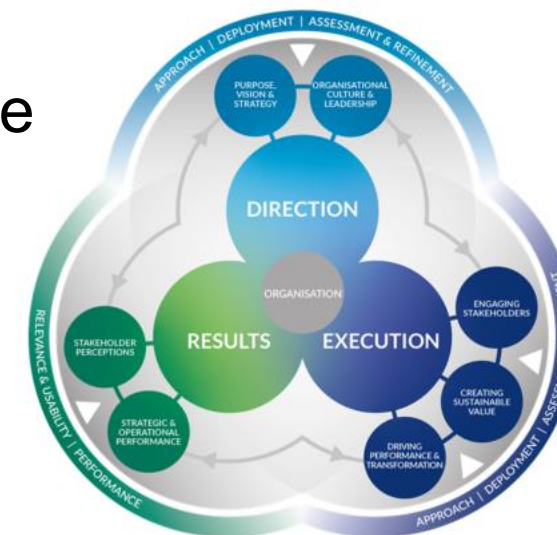 e
APPROACH | DEPLOYMENT | ASSESSMENT & REFINEMENT
PURPOSE,
VISION &
STRATEGY
ORGANISATIONAL
CULTURE &
LEADERSHIP
DIRECTION
ORGANISATION
RESULTS
EXECUTION
STAKEHOLDER
PERCEPTIONS
STRATEGIC &
OPERATIONAL
PERFORMANCE
ENGAGING
STAKEHOLDERS
CREATING
SUSTAINABLE
VALUE
DRIVING
PERFORMANCE &
TRANSFORMATION
RELEVANCE & USABILITY | PERFORMANCE
APPROACH | DEPLOYMENT |